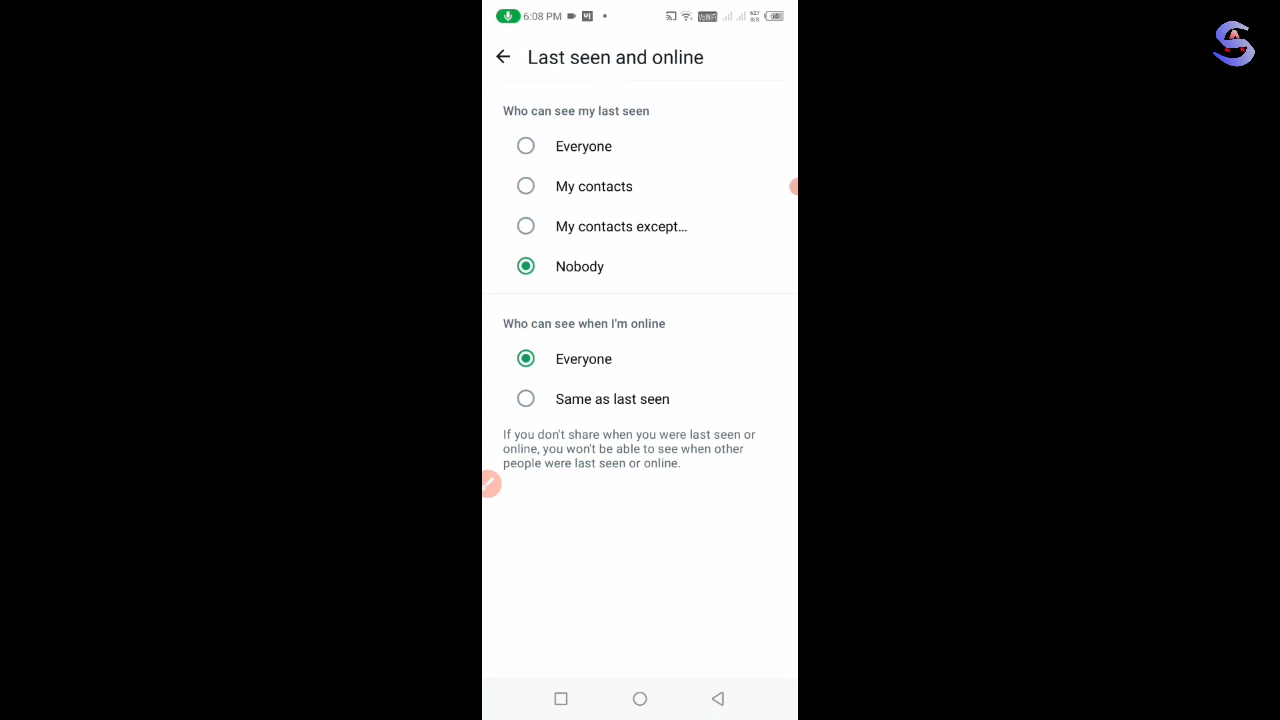 6:08 PM
Last seen and online
Who can see my last seen
Everyone
My contacts
My contacts except...
Nobody
Who can see when I'm online
Everyone
Same as last seen
If you don't share when you were last seen or
online, you won't be able to see when other
people were last seen or online.